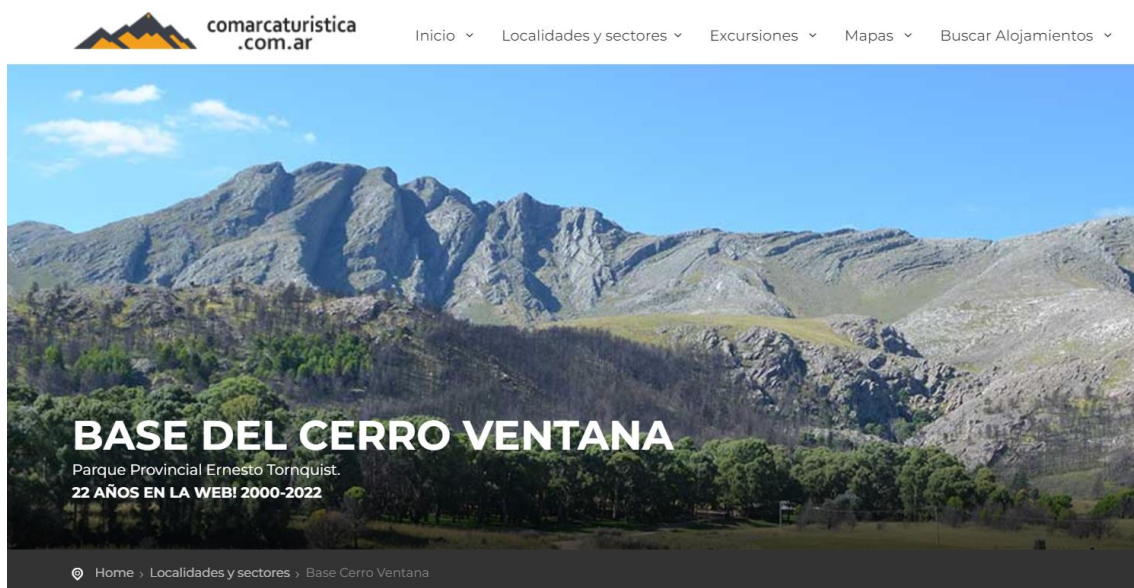 comarcaturistica
.com.ar
Inicio
Localidades y sectores
Excursiones
Mapas
Buscar Alojamientos
BASE DEL CERRO VENTANA
Parque Provincial Ernesto Tornquist.
22 AÑOS EN LA WEB! 2000-2022
Home › Localidades y sectores › Base Cerro Ventana